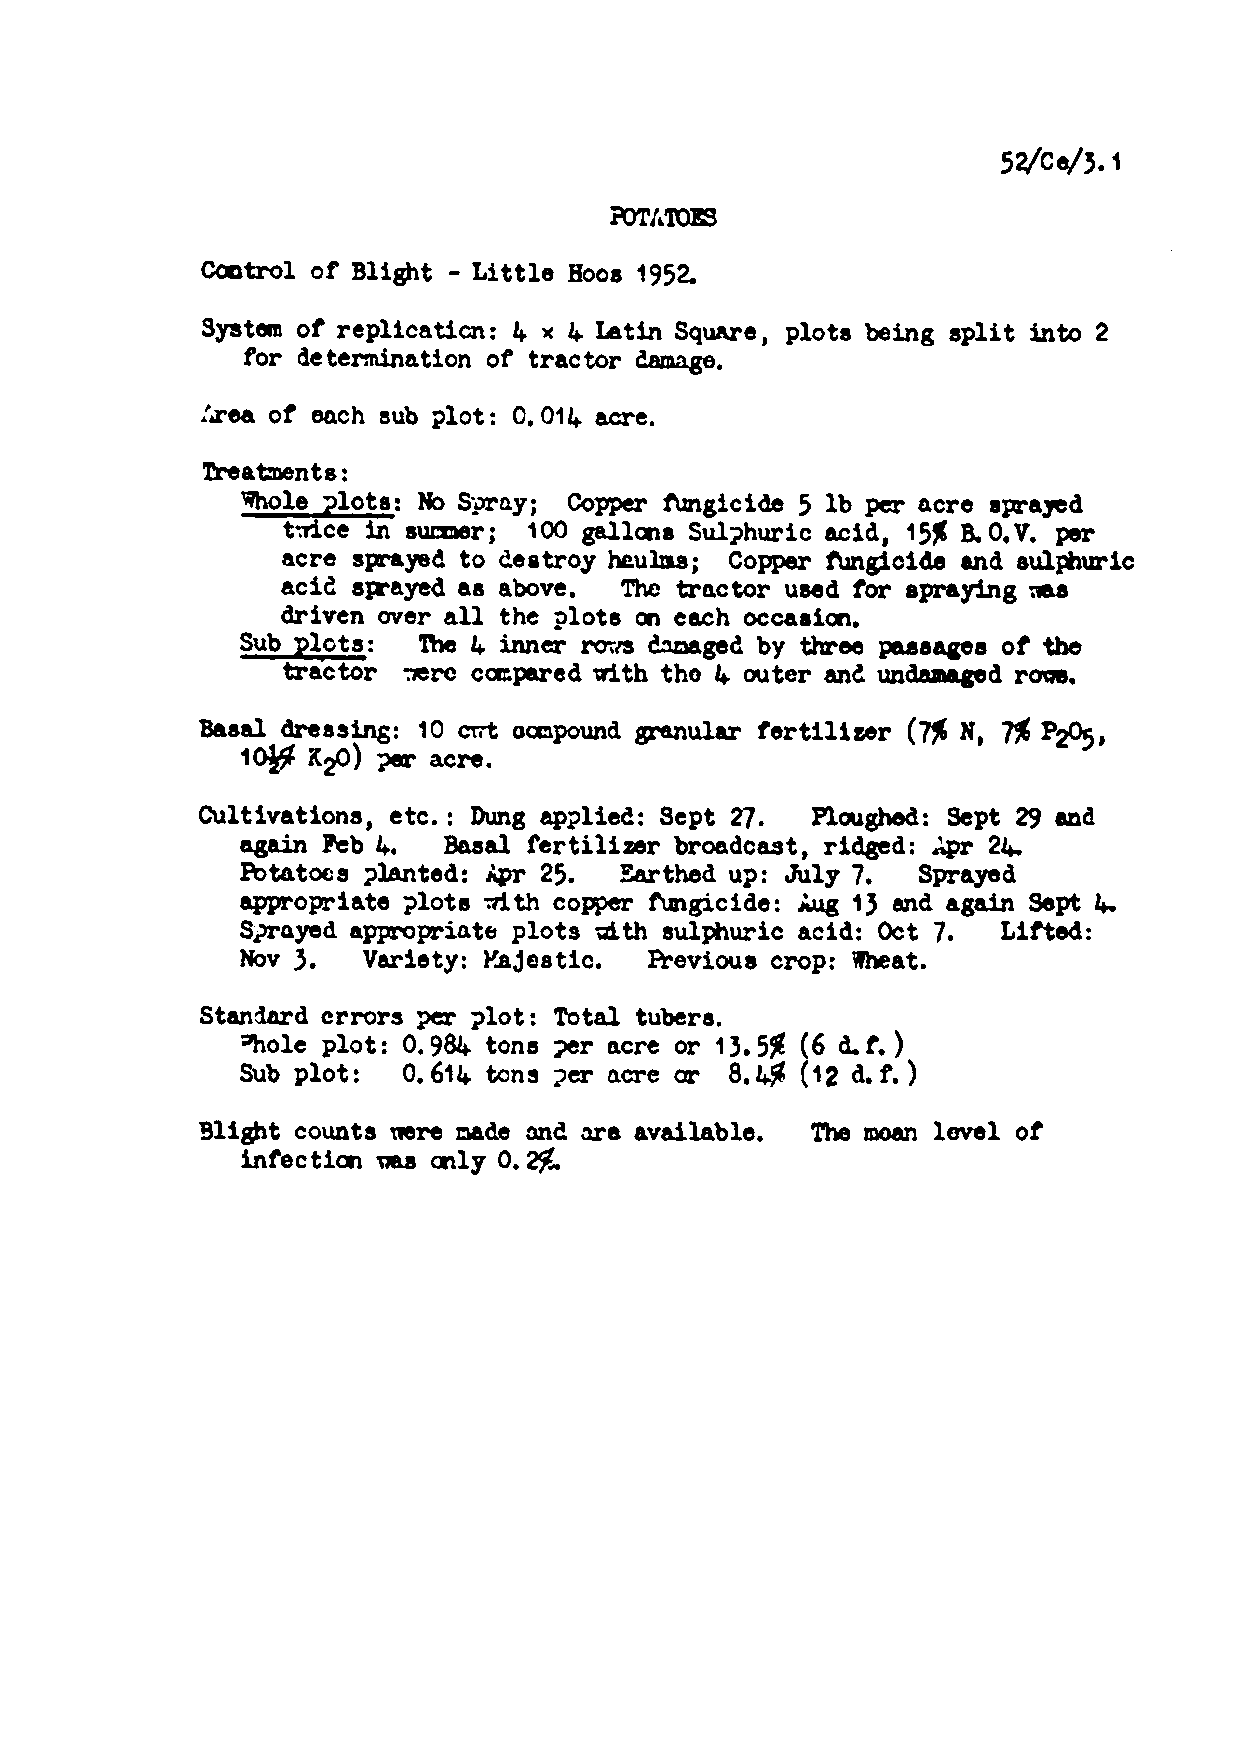 52/Ce/3.1
POTATOES
Control of Blight - Little Hoos 1952.
System of replication: 4 x 4 Latin Square, plots being split into 2
for determination of tractor damage.
Area of each sub plot: 0.014 acre.
Treatments:
Whole plots: No Spray; Copper fungicide 5 lb per acre sprayed
twice in summer; 100 gallons Sulphuric acid, 15% B.O.V. per
acre sprayed to destroy haulms; Copper fungicide and sulphuric
acid sprayed as above. The tractor used for spraying was
driven over all the plots on each occasion.
Sub plots: The 4 inner rows damaged by three passages of the
tractor were compared with the 4 outer and undamaged rows.
Basal dressing: 10 cwt compound granular fertilizer (7% N, 7% P2O5,
10½% K2O) per acre.
Cultivations, etc.: Dung applied: Sept 27. Ploughed: Sept 29 and
again Feb 4. Basal fertilizer broadcast, ridged: Apr 24.
Potatoes planted: Apr 25. Earthed up: July 7. Sprayed
appropriate plots with copper fungicide: Aug 13 and again Sept 4.
Sprayed appropriate plots with sulphuric acid: Oct 7. Lifted:
Nov 3. Variety: Majestic. Previous crop: Wheat.
Standard errors per plot: Total tubers.
Whole plot: 0.984 tons per acre or 13.5% (6 d.f.)
Sub plot: 0.614 tons per acre or 8.4% (12 d.f.)
Blight counts were made and are available. The mean level of
infection was only 0.2%.